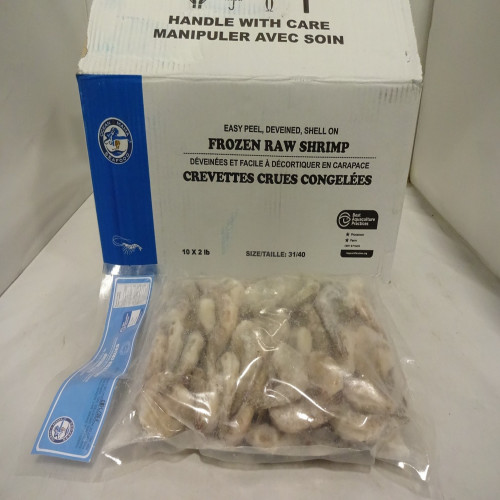 HANDLE WITH CARE
MANIPULER AVEC SOIN
EASY PEEL, DEVEINED, SHELL ON
FROZEN RAW SHRIMP
DÉVEINÉES ET FACILE À DÉCORTIQUER EN CARAPACE
CREVETTES CRUES CONGELÉES
Best
Aquaculture
Practices
10 X 2 lb
SIZE/TAILLE: 31/40